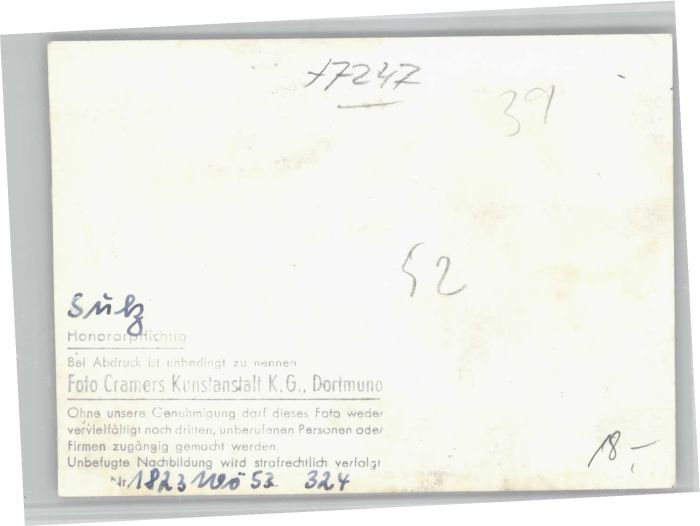 17247
39
52
Sulz
Honorarpflichtig
Bei Abdruck ist unbedingt zu nennen
Foto Cramers Kunstanstalt K.G., Dortmund
Ohne unsere Genehmigung darf dieses Foto weder
vervielfältigt noch dritten, unberufenen Personen oder
Firmen zugängig gemacht werden.
Unbefugte Nachbildung wird strafrechtlich verfolgt
Nr. 1823 Wö 53. 324
18,-